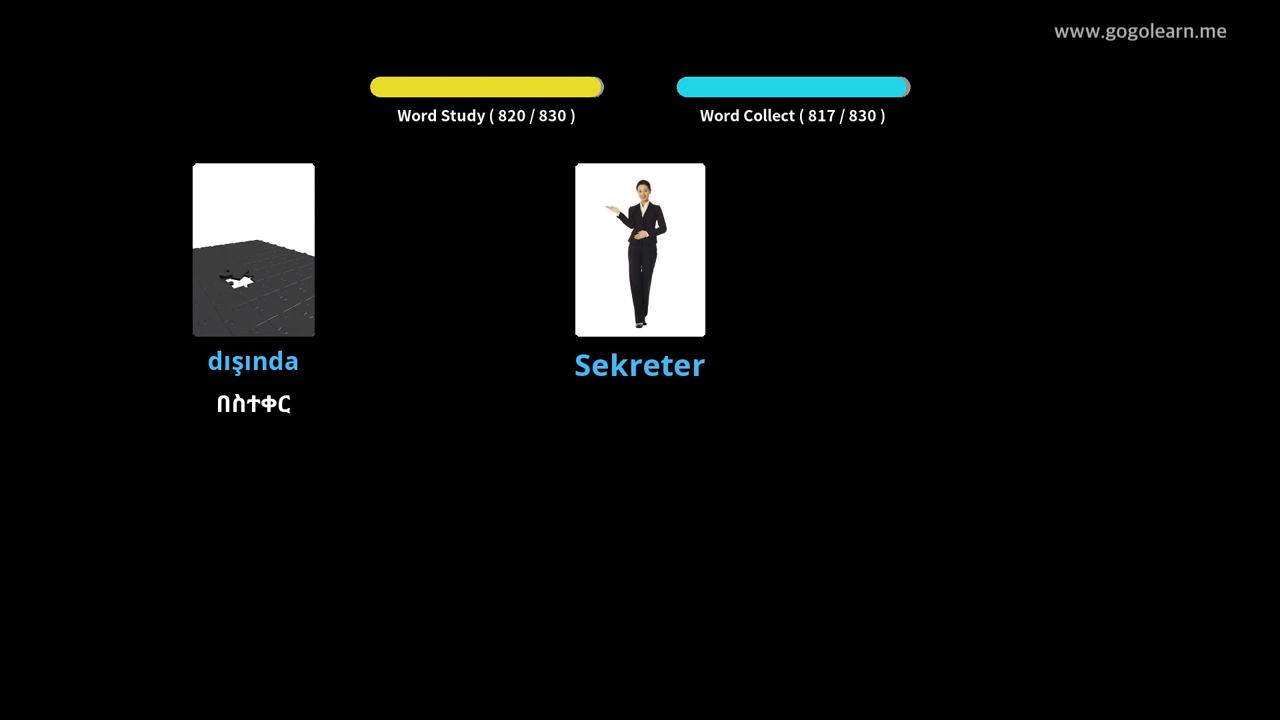 www.gogolearn.me
Word Study ( 820 / 830 )
Word Collect ( 817 / 830 )
dışında
በስተቀር
Sekreter